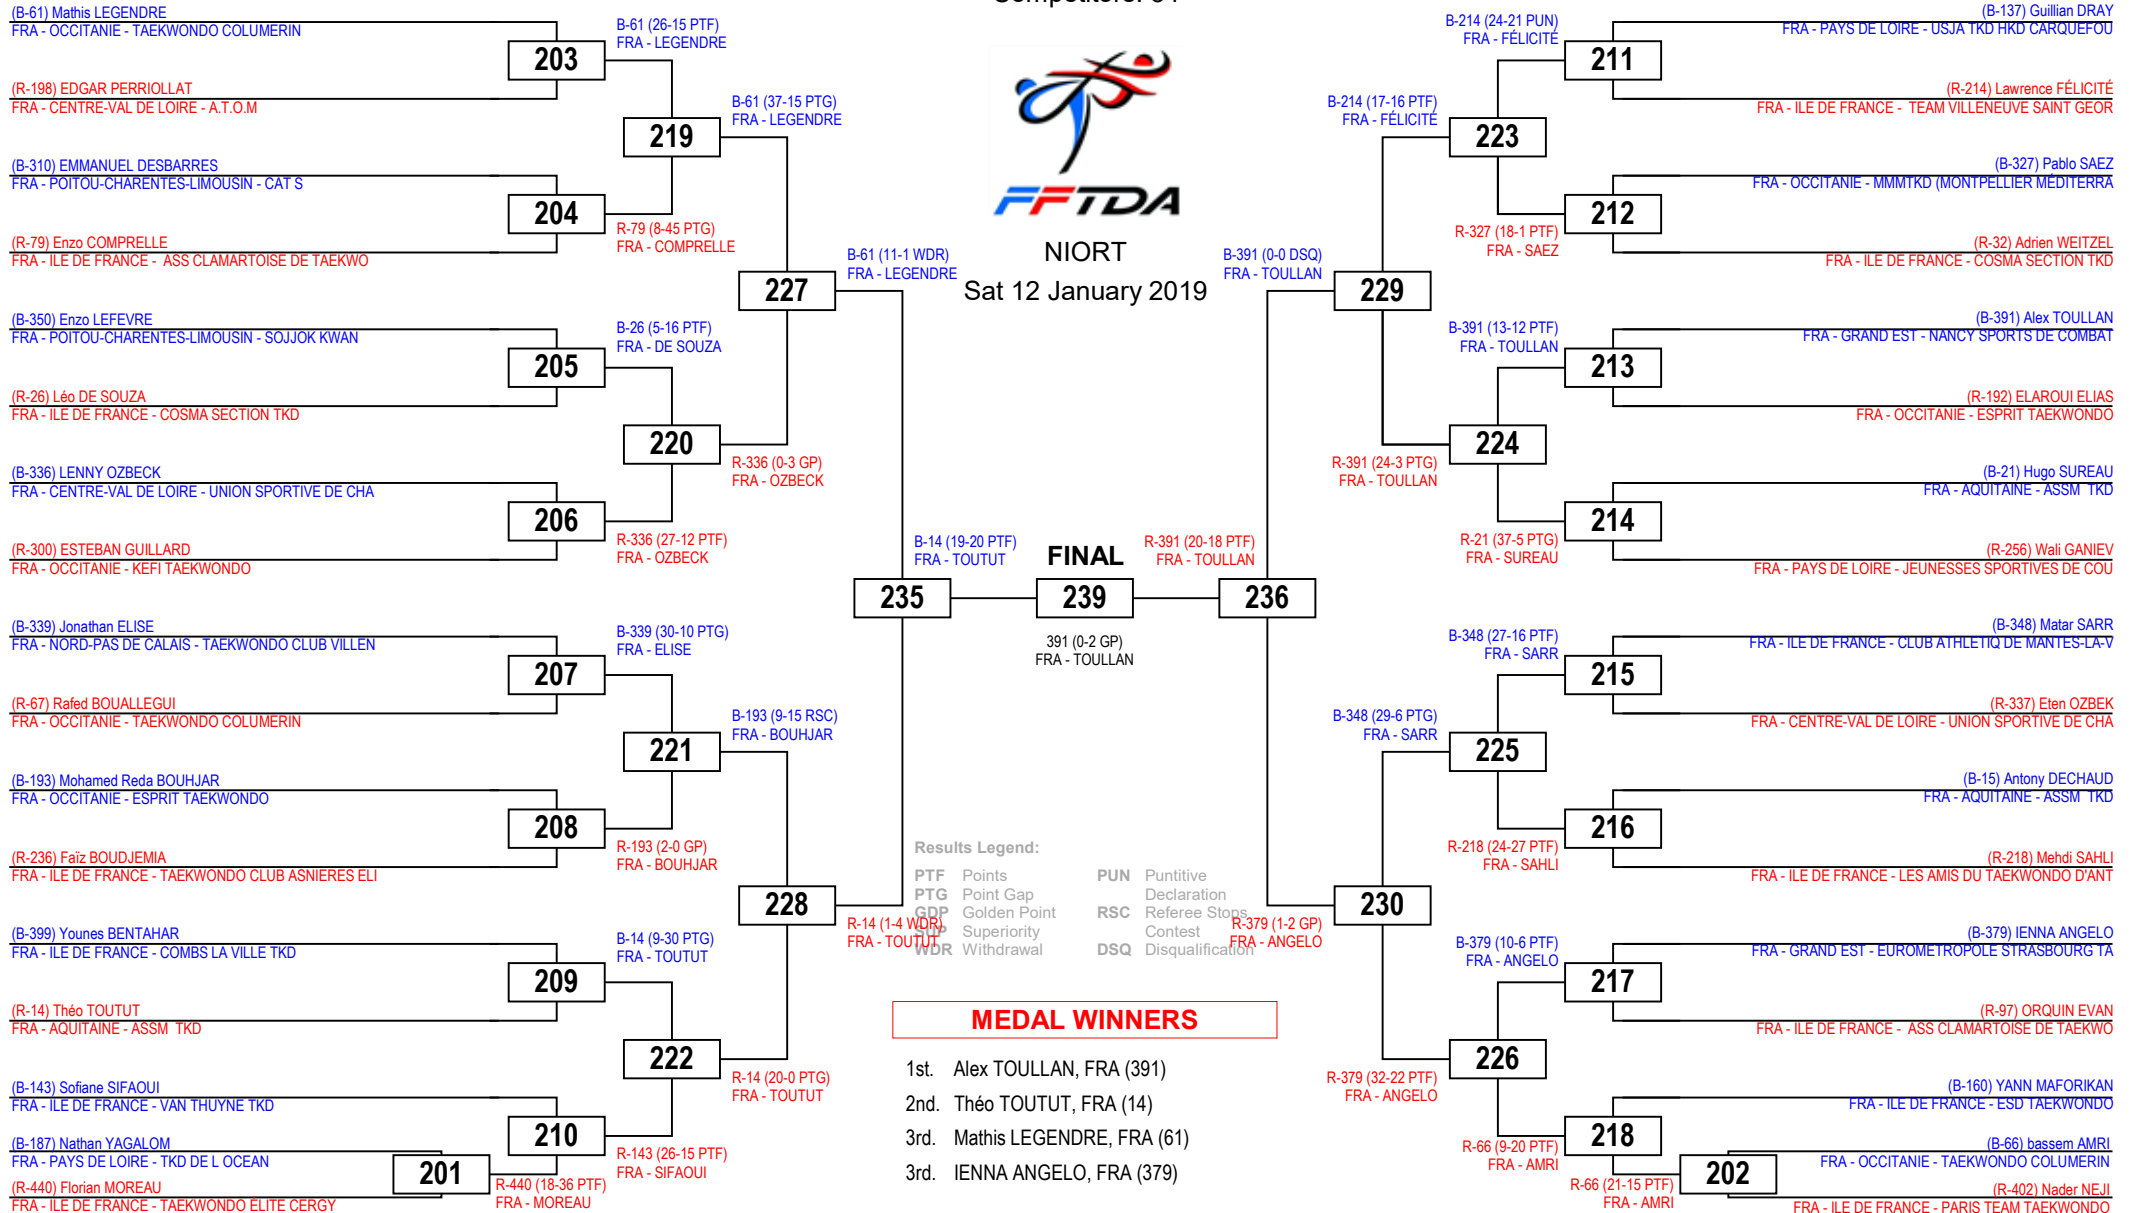 (B-61) Mathis LEGENDRE
FRA - OCCITANIE - TAEKWONDO COLUMERIN
(R-198) EDGAR PERRIOLLAT
FRA - CENTRE-VAL DE LOIRE - A.T.O.M
(B-310) EMMANUEL DESBARRES
FRA - POITOU-CHARENTES-LIMOUSIN - CAT S
(R-79) Enzo COMPRELLE
FRA - ILE DE FRANCE - ASS CLAMARTOISE DE TAEKWO
(B-350) Enzo LEFEVRE
FRA - POITOU-CHARENTES-LIMOUSIN - SOJJOK KWAN
(R-26) Léo DE SOUZA
FRA - ILE DE FRANCE - COSMA SECTION TKD
(B-336) LENNY OZBECK
FRA - CENTRE-VAL DE LOIRE - UNION SPORTIVE DE CHA
(R-300) ESTEBAN GUILLARD
FRA - OCCITANIE - KEFI TAEKWONDO
(B-339) Jonathan ELISE
FRA - NORD-PAS DE CALAIS - TAEKWONDO CLUB VILLEN
(R-67) Rafed BOUALLEGUI
FRA - OCCITANIE - TAEKWONDO COLUMERIN
(B-193) Mohamed Reda BOUHJAR
FRA - OCCITANIE - ESPRIT TAEKWONDO
(R-236) Faïz BOUDJEMIA
FRA - ILE DE FRANCE - TAEKWONDO CLUB ASNIERES ELI
(B-399) Younes BENTAHAR
FRA - ILE DE FRANCE - COMBS LA VILLE TKD
(R-14) Théo TOUTUT
FRA - AQUITAINE - ASSM TKD
(B-143) Sofiane SIFAOUI
FRA - ILE DE FRANCE - VAN THUYNE TKD
(B-187) Nathan YAGALOM
FRA - PAYS DE LOIRE - TKD DE L OCEAN
(R-440) Florian MOREAU
FRA - ILE DE FRANCE - TAEKWONDO ELITE CERGY
201
R-440 (18-36 PTF)
FRA - MOREAU
203
204
205
206
207
208
209
210
B-61 (26-15 PTF)
FRA - LEGENDRE
R-79 (8-45 PTG)
FRA - COMPRELLE
B-26 (5-16 PTF)
FRA - DE SOUZA
R-336 (27-12 PTF)
FRA - OZBECK
B-339 (30-10 PTG)
FRA - ELISE
R-193 (2-0 GP)
FRA - BOUHJAR
B-14 (9-30 PTG)
FRA - TOUTUT
R-143 (26-15 PTF)
FRA - SIFAOUI
219
220
221
222
B-61 (37-15 PTG)
FRA - LEGENDRE
R-336 (0-3 GP)
FRA - OZBECK
B-193 (9-15 RSC)
FRA - BOUHJAR
R-14 (20-0 PTG)
FRA - TOUTUT
227
228
B-61 (11-1 WDR)
FRA - LEGENDRE
R-14 (1-4 WDR)
FRA - TOUTUT
235
B-14 (19-20 PTF)
FRA - TOUTUT
FFTDA
NIORT
Sat 12 January 2019
FINAL
239
391 (0-2 GP)
FRA - TOULLAN
R-391 (20-18 PTF)
FRA - TOULLAN
236
B-391 (0-0 DSQ)
FRA - TOULLAN
R-379 (1-2 GP)
FRA - ANGELO
229
230
B-214 (17-16 PTF)
FRA - FÉLICITÉ
R-391 (24-3 PTG)
FRA - TOULLAN
B-348 (29-6 PTG)
FRA - SARR
R-379 (32-22 PTF)
FRA - ANGELO
223
224
225
226
B-214 (24-21 PUN)
FRA - FÉLICITÉ
R-327 (18-1 PTF)
FRA - SAEZ
B-391 (13-12 PTF)
FRA - TOULLAN
R-21 (37-5 PTG)
FRA - SUREAU
B-348 (27-16 PTF)
FRA - SARR
R-218 (24-27 PTF)
FRA - SAHLI
B-379 (10-6 PTF)
FRA - ANGELO
R-66 (9-20 PTF)
FRA - AMRI
211
212
213
214
215
216
217
218
R-66 (21-15 PTF)
FRA - AMRI
202
(B-137) Guillian DRAY
FRA - PAYS DE LOIRE - USJA TKD HKD CARQUEFOU
(R-214) Lawrence FÉLICITÉ
FRA - ILE DE FRANCE - TEAM VILLENEUVE SAINT GEOR
(B-327) Pablo SAEZ
FRA - OCCITANIE - MMMTKD (MONTPELLIER MÉDITERRA
(R-32) Adrien WEITZEL
FRA - ILE DE FRANCE - COSMA SECTION TKD
(B-391) Alex TOULLAN
FRA - GRAND EST - NANCY SPORTS DE COMBAT
(R-192) ELAROUI ELIAS
FRA - OCCITANIE - ESPRIT TAEKWONDO
(B-21) Hugo SUREAU
FRA - AQUITAINE - ASSM TKD
(R-256) Wali GANIEV
FRA - PAYS DE LOIRE - JEUNESSES SPORTIVES DE COU
(B-348) Matar SARR
FRA - ILE DE FRANCE - CLUB ATHLETIQ DE MANTES-LA-V
(R-337) Eten OZBEK
FRA - CENTRE-VAL DE LOIRE - UNION SPORTIVE DE CHA
(B-15) Antony DECHAUD
FRA - AQUITAINE - ASSM TKD
(R-218) Mehdi SAHLI
FRA - ILE DE FRANCE - LES AMIS DU TAEKWONDO D'ANT
(B-379) IENNA ANGELO
FRA - GRAND EST - EUROMETROPOLE STRASBOURG TA
(R-97) ORQUIN EVAN
FRA - ILE DE FRANCE - ASS CLAMARTOISE DE TAEKWO
(B-160) YANN MAFORIKAN
FRA - ILE DE FRANCE - ESD TAEKWONDO
(B-66) bassem AMRI
FRA - OCCITANIE - TAEKWONDO COLUMERIN
(R-402) Nader NEJI
FRA - ILE DE FRANCE - PARIS TEAM TAEKWONDO
Results Legend:
PTF Points
PTG Point Gap
GDP Golden Point
SUP Superiority
WDR Withdrawal
PUN Puntitive
Declaration
RSC Referee Stops
Contest
DSQ Disqualification
MEDAL WINNERS
1st. Alex TOULLAN, FRA (391)
2nd. Théo TOUTUT, FRA (14)
3rd. Mathis LEGENDRE, FRA (61)
3rd. IENNA ANGELO, FRA (379)